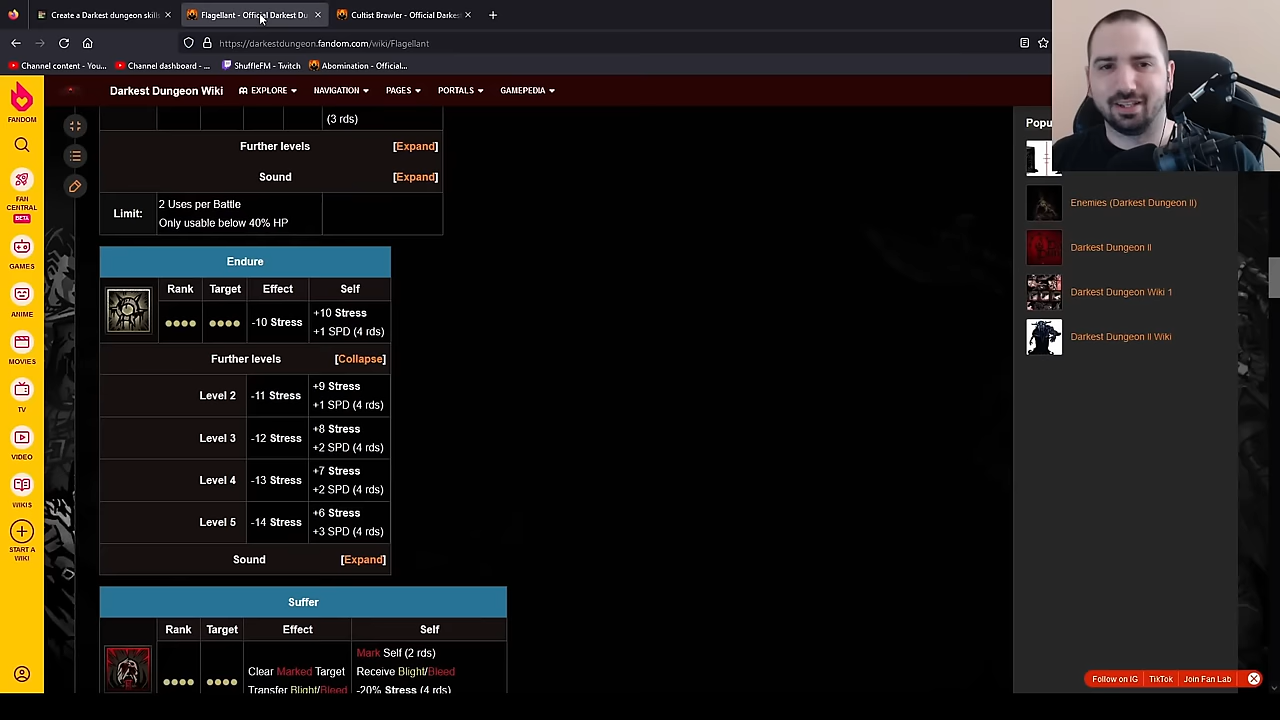 Create a Darkest dungeon skill
Flagellant - Official Darkest Du
Cultist Brawler - Official Darkes
https://darkestdungeon.fandom.com/wiki/Flagellant
Channel content - You...
Channel dashboard - ...
ShuffleFM - Twitch
Abomination - Official...
FANDOM
FAN CENTRAL
BETA
GAMES
ANIME
MOVIES
TV
VIDEO
WIKIS
START A WIKI
Darkest Dungeon Wiki
EXPLORE
NAVIGATION
PAGES
PORTALS
GAMEPEDIA
(3 rds)
Further levels [Expand]
Sound [Expand]
Limit: 2 Uses per Battle
Only usable below 40% HP
Endure
Rank Target Effect Self
-10 Stress +10 Stress
+1 SPD (4 rds)
Further levels [Collapse]
Level 2 -11 Stress +9 Stress
+1 SPD (4 rds)
Level 3 -12 Stress +8 Stress
+2 SPD (4 rds)
Level 4 -13 Stress +7 Stress
+2 SPD (4 rds)
Level 5 -14 Stress +6 Stress
+3 SPD (4 rds)
Sound [Expand]
Suffer
Rank Target Effect Self
Mark Self (2 rds)
Clear Marked Target Receive Blight/Bleed
Transfer Blight/Bleed -20% Stress (4 rds)
Popu
Enemies (Darkest Dungeon II)
Darkest Dungeon II
Darkest Dungeon Wiki 1
Darkest Dungeon II Wiki
Follow on IG
TikTok
Join Fan Lab